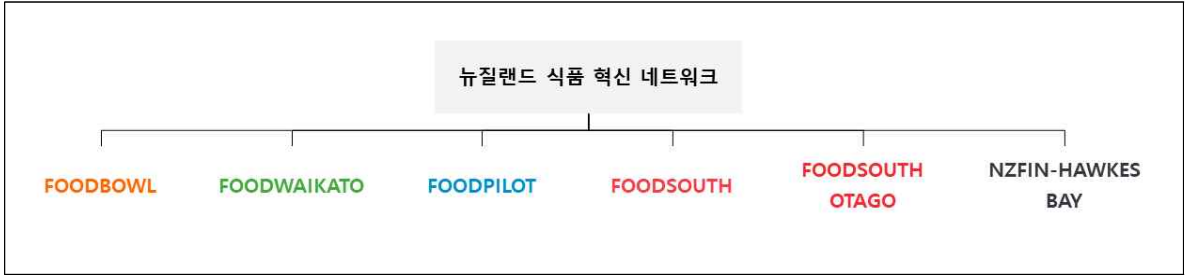 뉴질랜드 식품 혁신 네트워크
FOODBOWL
FOODWAIKATO
FOODPILOT
FOODSOUTH
FOODSOUTH
OTAGO
NZFIN-HAWKES
BAY